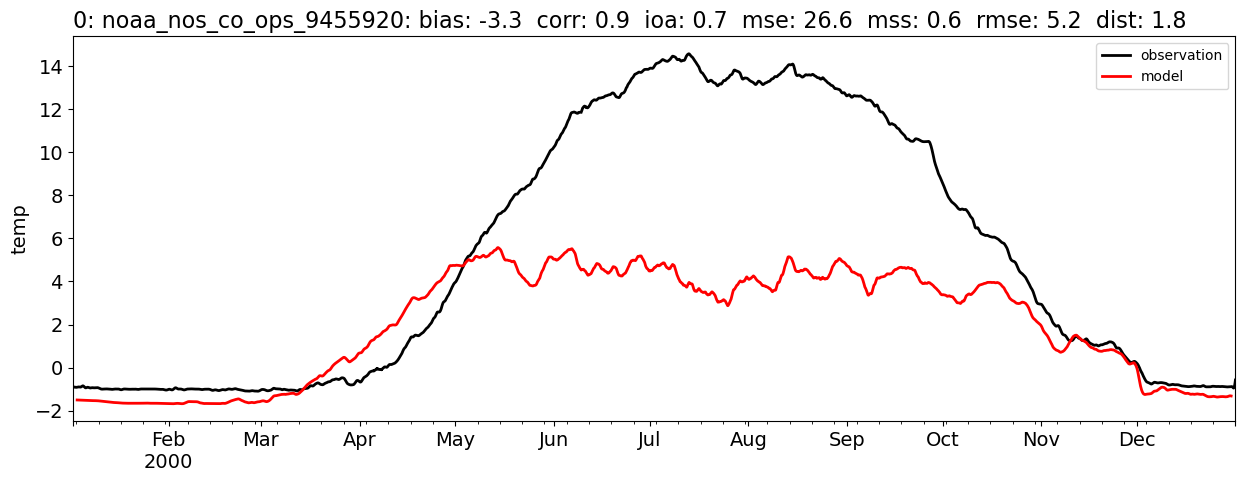 0: noaa_nos_co_ops_9455920: bias: -3.3  corr: 0.9  ioa: 0.7  mse: 26.6  mss: 0.6  rmse: 5.2  dist: 1.8
observation
model
temp
14
12
10
8
6
4
2
0
−2
Feb Mar Apr May Jun Jul Aug Sep Oct Nov Dec
2000